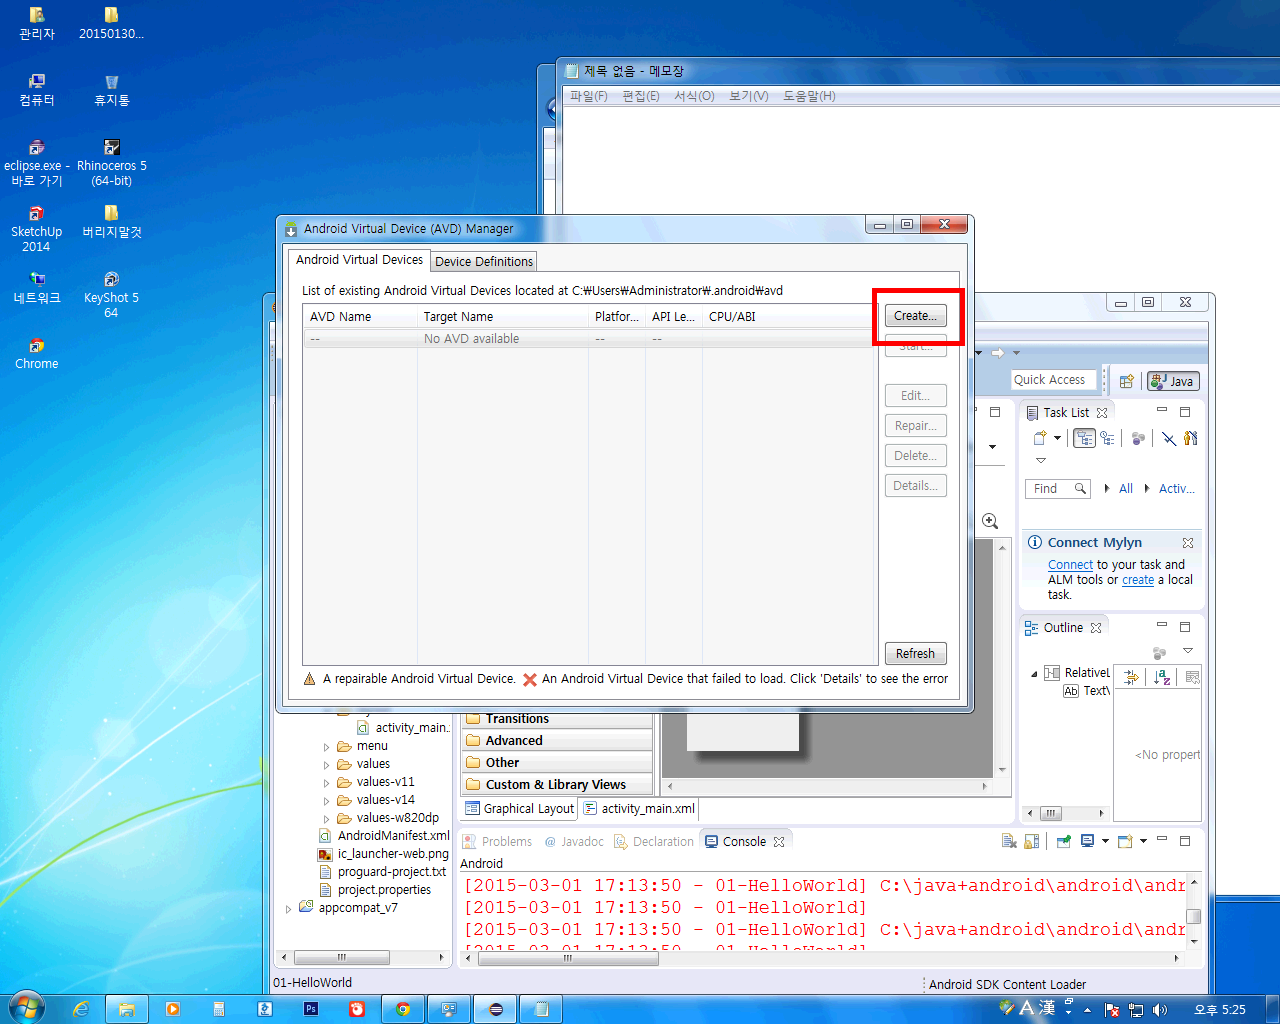 관리자
20150130...
컴퓨터
휴지통
eclipse.exe - 바로 가기
Rhinoceros 5 (64-bit)
SketchUp 2014
버리지말것
네트워크
KeyShot 5 64
Chrome
제목 없음 - 메모장
파일(F) 편집(E) 서식(O) 보기(V) 도움말(H)
Android Virtual Device (AVD) Manager
Android Virtual Devices Device Definitions
List of existing Android Virtual Devices located at C:₩Users₩Administrator₩.android₩avd
AVD Name Target Name Platfor... API Le... CPU/ABI
-- No AVD available -- --
Create...
Start...
Edit...
Repair...
Delete...
Details...
Refresh
A repairable Android Virtual Device. An Android Virtual Device that failed to load. Click 'Details' to see the error
Quick Access
Java
Task List
Find
All
Activ...
Connect Mylyn
Connect to your task and
ALM tools or create a local
task.
Outline
RelativeL
Ab TextV
<No propert
activity_main.
menu
values
values-v11
values-v14
values-w820dp
AndroidManifest.xml
ic_launcher-web.png
proguard-project.txt
project.properties
appcompat_v7
Transitions
Advanced
Other
Custom & Library Views
Graphical Layout activity_main.xml
Problems @ Javadoc Declaration Console
Android
[2015-03-01 17:13:50 - 01-HelloWorld] C:\java+android\android\andr
[2015-03-01 17:13:50 - 01-HelloWorld]
[2015-03-01 17:13:50 - 01-HelloWorld] C:\java+android\android\andr
[2015-03-01 17:13:50 - 01-HelloWorld]
01-HelloWorld
Android SDK Content Loader
Ps
A 漢
오후 5:25